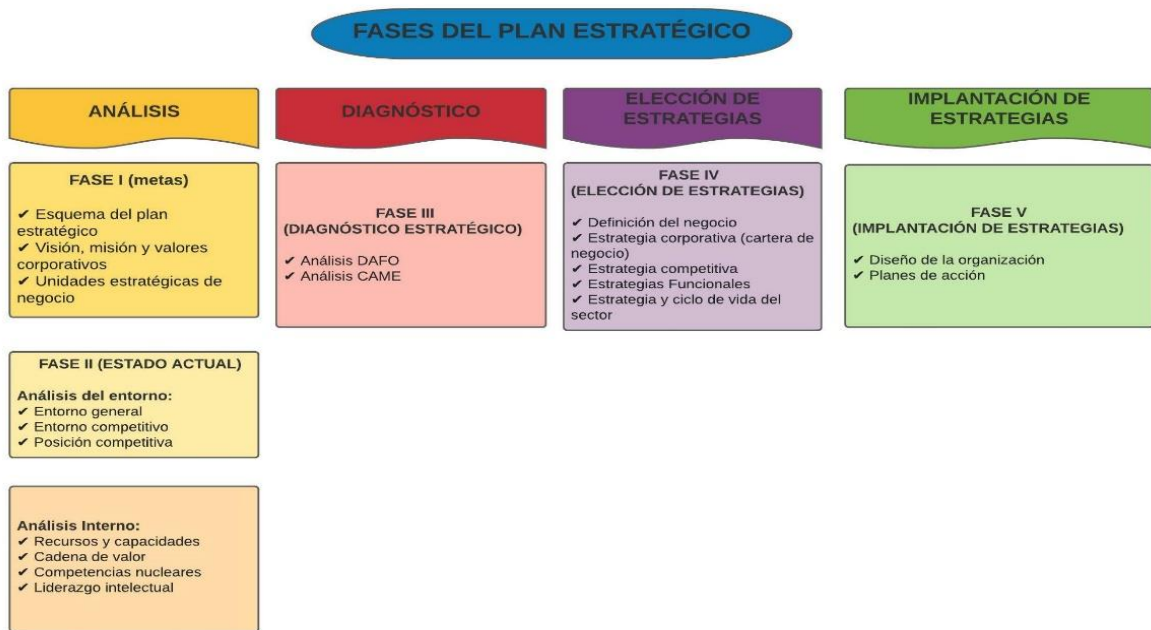 FASES DEL PLAN ESTRATÉGICO
ANÁLISIS
FASE I (metas)
✔ Esquema del plan
estratégico
✔ Visión, misión y valores
corporativos
✔ Unidades estratégicas de
negocio
FASE II (ESTADO ACTUAL)
Análisis del entorno:
✔ Entorno general
✔ Entorno competitivo
✔ Posición competitiva
Análisis Interno:
✔ Recursos y capacidades
✔ Cadena de valor
✔ Competencias nucleares
✔ Liderazgo intelectual
DIAGNÓSTICO
FASE III
(DIAGNÓSTICO ESTRATÉGICO)
✔ Análisis DAFO
✔ Análisis CAME
ELECCIÓN DE
ESTRATEGIAS
FASE IV
(ELECCIÓN DE ESTRATEGIAS)
✔ Definición del negocio
✔ Estrategia corporativa (cartera de
negocio)
✔ Estrategia competitiva
✔ Estrategias Funcionales
✔ Estrategia y ciclo de vida del
sector
IMPLANTACIÓN DE
ESTRATEGIAS
FASE V
(IMPLANTACIÓN DE ESTRATEGIAS)
✔ Diseño de la organización
✔ Planes de acción